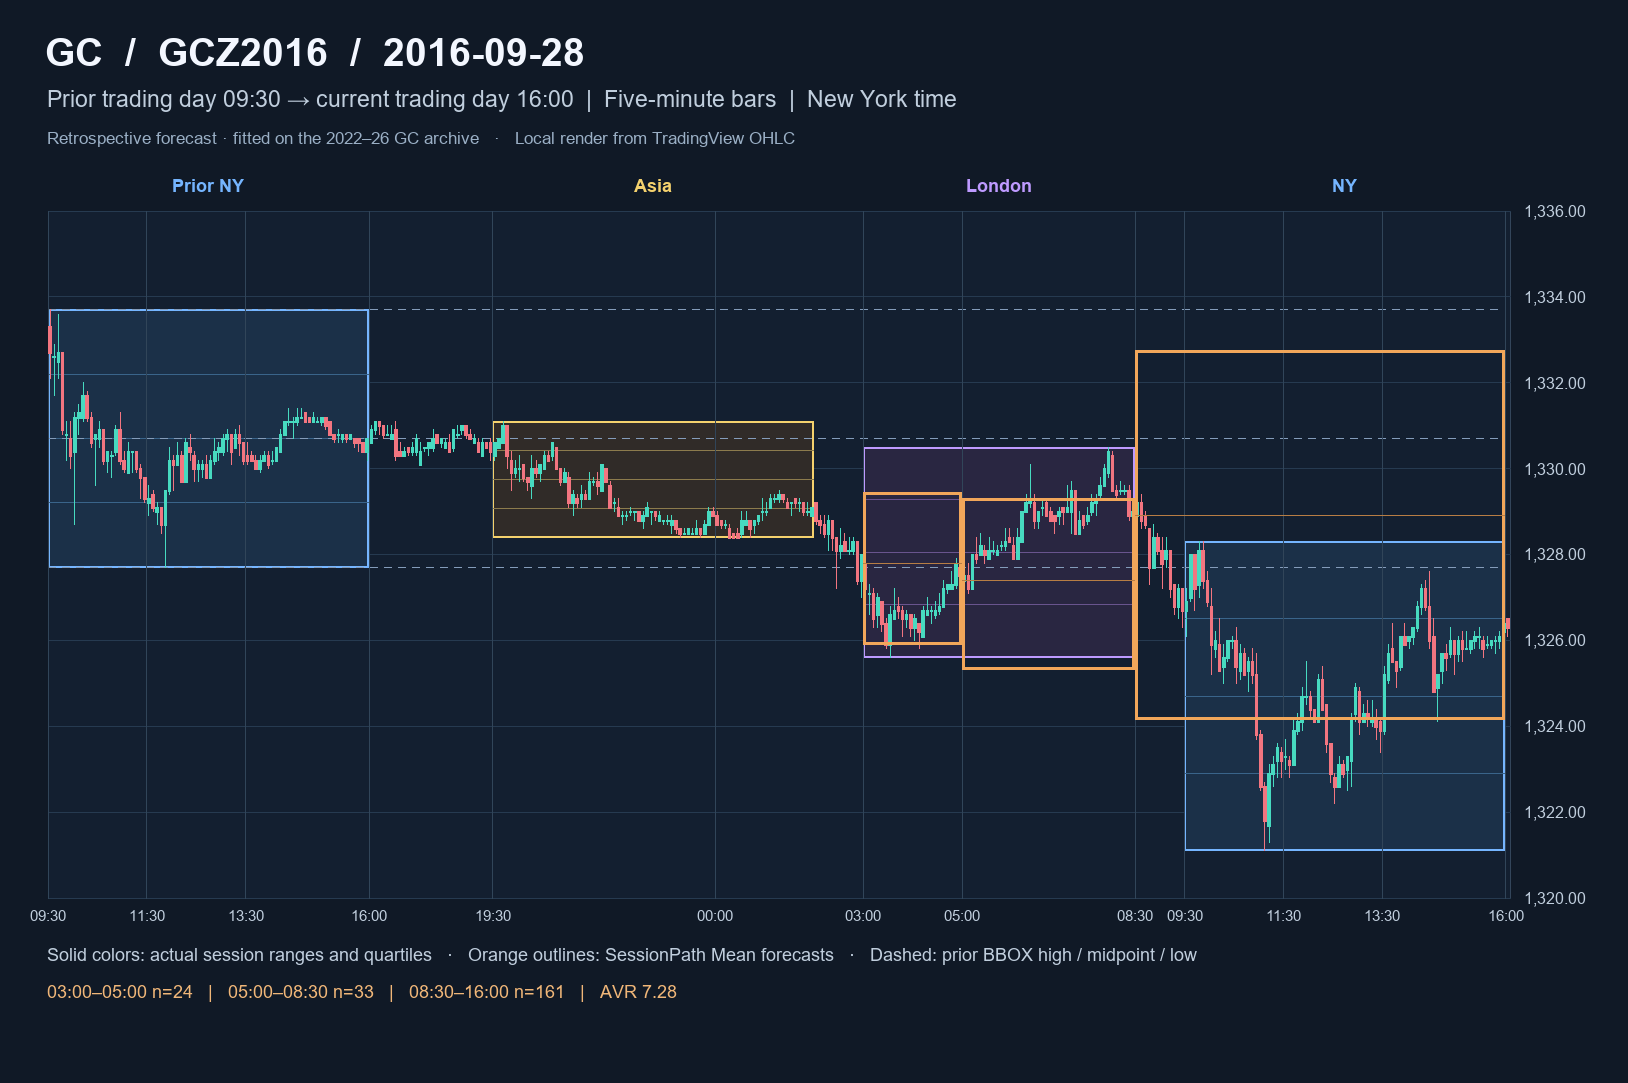 GC / GCZ2016 / 2016-09-28
Prior trading day 09:30 → current trading day 16:00 | Five-minute bars | New York time
Retrospective forecast · fitted on the 2022–26 GC archive · Local render from TradingView OHLC
Prior NY Asia London NY
1,336.00
1,334.00
1,332.00
1,330.00
1,328.00
1,326.00
1,324.00
1,322.00
1,320.00
09:30 11:30 13:30 16:00 19:30 00:00 03:00 05:00 08:30 09:30 11:30 13:30 16:00
Solid colors: actual session ranges and quartiles · Orange outlines: SessionPath Mean forecasts · Dashed: prior BBOX high / midpoint / low
03:00–05:00 n=24 | 05:00–08:30 n=33 | 08:30–16:00 n=161 | AVR 7.28